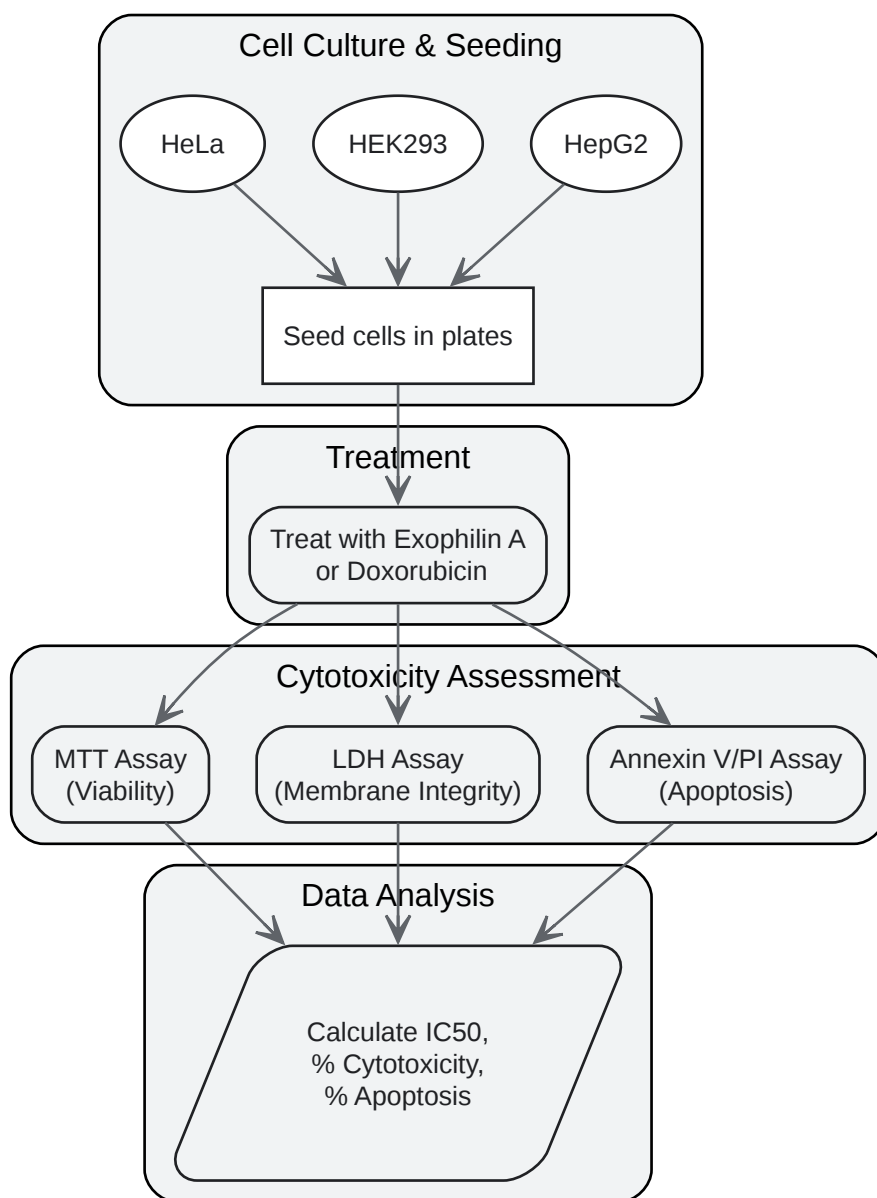 Cell Culture & Seeding
HeLa
HEK293
HepG2
Seed cells in plates
Treatment
Treat with Exophilin A
or Doxorubicin
Cytotoxicity Assessment
MTT Assay
(Viability)
LDH Assay
(Membrane Integrity)
Annexin V/PI Assay
(Apoptosis)
Data Analysis
Calculate IC50,
% Cytotoxicity,
% Apoptosis